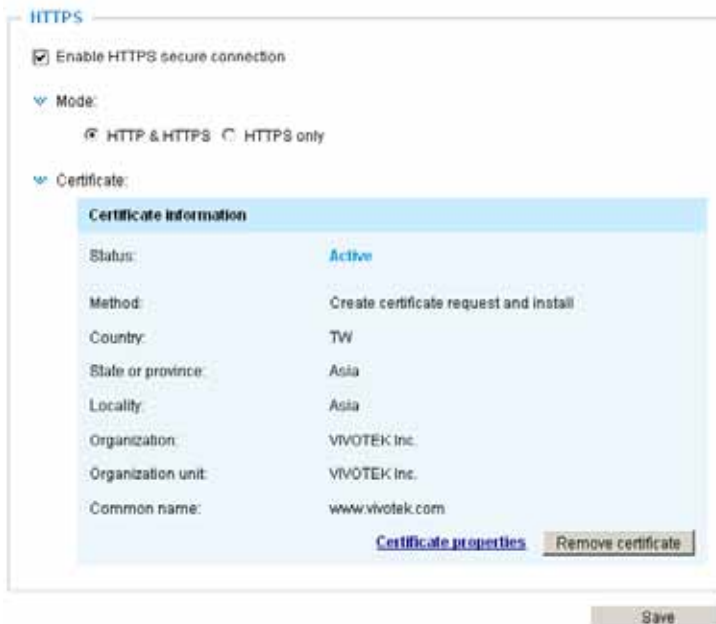 HTTPS
Enable HTTPS secure connection
Mode:
HTTP & HTTPS HTTPS only
Certificate:
Certificate information
Status: Active
Method: Create certificate request and install
Country: TW
State or province: Asia
Locality: Asia
Organization: VIVOTEK Inc.
Organization unit: VIVOTEK Inc.
Common name: www.vivotek.com
Certificate properties Remove certificate
Save